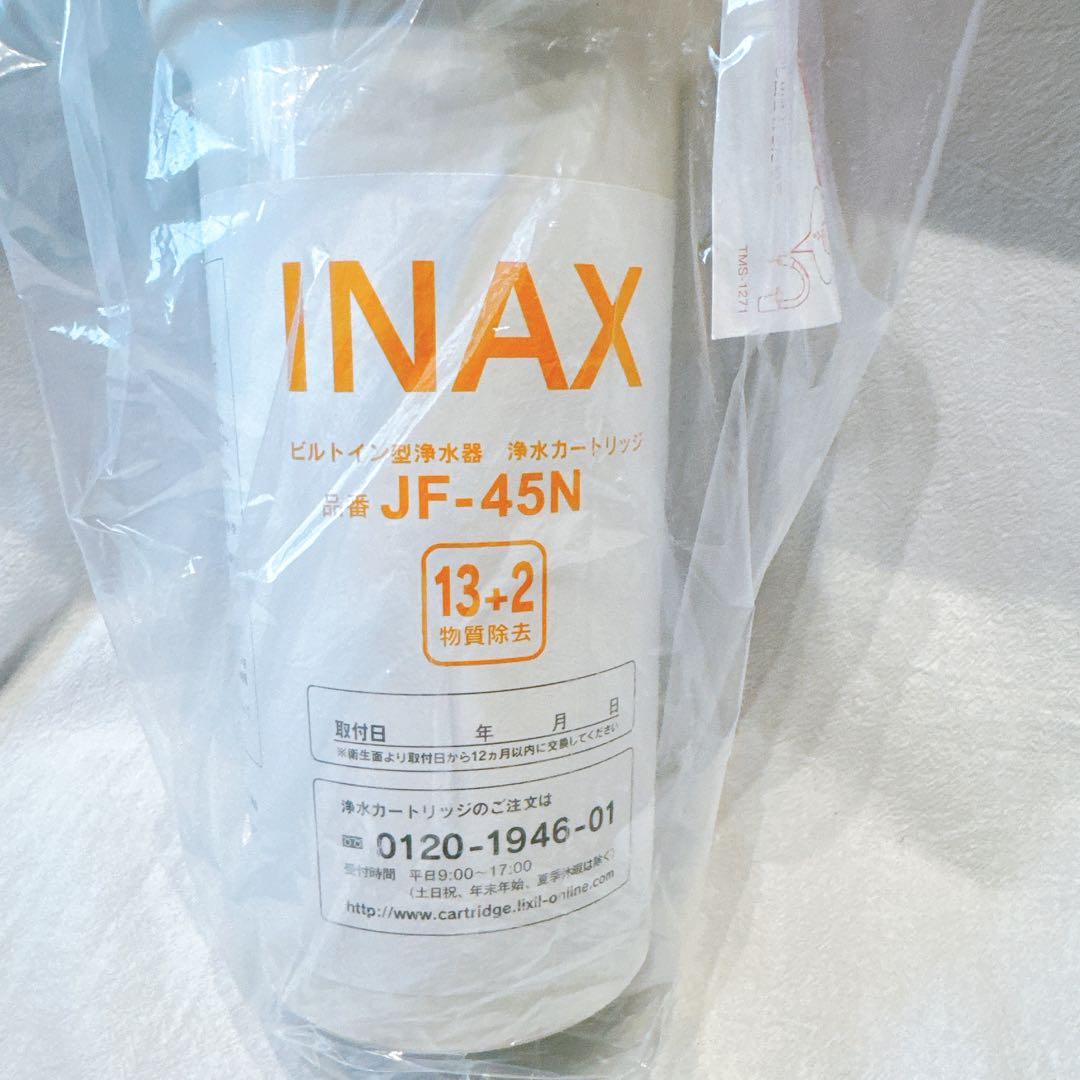 INAX
ビルトイン型浄水器 浄水カートリッジ
品番 JF-45N
13+2
物質除去
取付日 年 月 日
※衛生面より取付日から12ヵ月以内に交換してください
浄水カートリッジのご注文は
0120-1946-01
受付時間 平日9:00～17:00
(土日祝、年末年始、夏季休暇は除く)
http://www.cartridge.lixil-online.com
TMS-1271